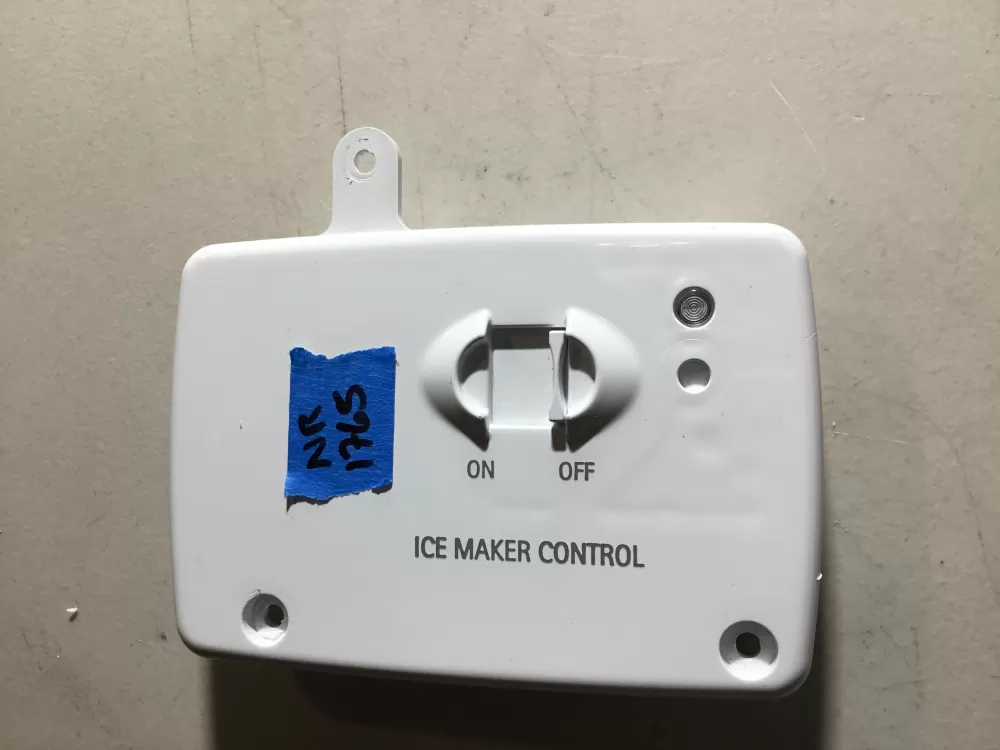 NR
1765
ON OFF
ICE MAKER CONTROL